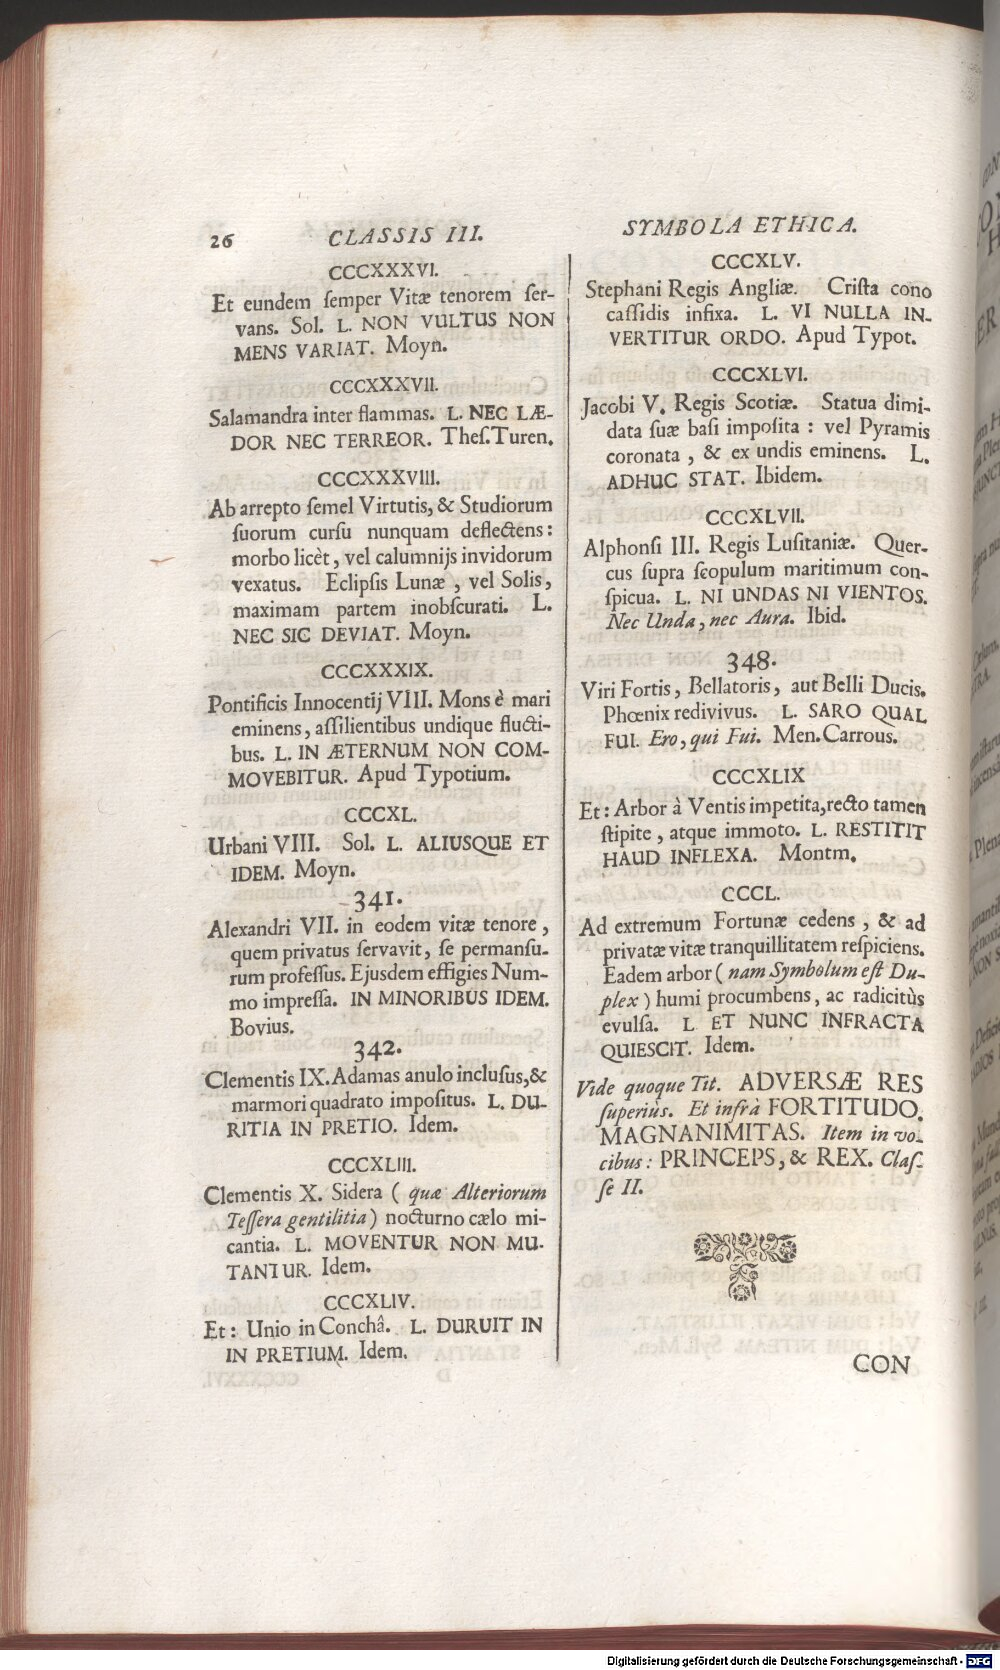 26
CLASSIS III.
SYMBOLA ETHICA.
CCCXXXVI.
Et eundem ſemper Vitæ tenorem ſer-
vans. Sol. L. NON VULTUS NON
MENS VARIAT. Moyn.
CCCXXXVII.
Salamandra inter flammas. L. NEC LÆ-
DOR NEC TERREOR. Theſ. Turen.
CCCXXXVIII.
Ab arrepto ſemel Virtutis, & Studiorum
ſuorum curſu nunquam deflectens:
morbo licèt, vel calumnijs invidorum
vexatus. Eclipſis Lunæ, vel Solis,
maximam partem inobſcurati. L.
NEC SIC DEVIAT. Moyn.
CCCXXXIX.
Pontificis Innocentij VIII. Mons è mari
eminens, aſſilientibus undique flucti-
bus. L. IN ÆTERNUM NON COM-
MOVEBITUR. Apud Typotium.
CCCXL.
Urbani VIII. Sol. L. ALIUSQUE ET
IDEM. Moyn.
341.
Alexandri VII. in eodem vitæ tenore,
quem privatus ſervavit, ſe permanſu-
rum profeſſus. Ejusdem effigies Num-
mo impreſſa. IN MINORIBUS IDEM.
Bovius.
342.
Clementis IX. Adamas anulo incluſus, &
marmori quadrato impoſitus. L. DU-
RITIA IN PRETIO. Idem.
CCCXLIII.
Clementis X. Sidera ( quæ Alteriorum
Teſſera gentilitia ) nocturno cælo mi-
cantia. L. MOVENTUR NON MU-
TANTUR. Idem.
CCCXLIV.
Et: Unio in Conchâ. L. DURUIT IN
IN PRETIUM. Idem.
CCCXLV.
Stephani Regis Angliæ. Criſta cono
caſſidis infixa. L. VI NULLA IN-
VERTITUR ORDO. Apud Typot.
CCCXLVI.
Jacobi V. Regis Scotiæ. Statua dimi-
data ſuæ baſi impoſita : vel Pyramis
coronata, & ex undis eminens. L.
ADHUC STAT. Ibidem.
CCCXLVII.
Alphonſi III. Regis Luſitaniæ. Quer-
cus ſupra ſcopulum maritimum con-
ſpicua. L. NI UNDAS NI VIENTOS.
Nec Unda, nec Aura. Ibid.
348.
Viri Fortis, Bellatoris, aut Belli Ducis.
Phœnix redivivus. L. SARO QUAL
FUI. Ero, qui Fui. Men. Carrous.
CCCXLIX
Et: Arbor à Ventis impetita, recto tamen
ſtipite, atque immoto. L. RESTITIT
HAUD INFLEXA. Montm.
CCCL.
Ad extremum Fortunæ cedens, & ad
privatæ vitæ tranquillitatem reſpiciens.
Eadem arbor ( nam Symbolum eſt Du-
plex ) humi procumbens, ac radicitùs
evulſa. L ET NUNC INFRACTA
QUIESCIT. Idem.
Vide quoque Tit. ADVERSÆ RES
ſuperiùs. Et infrà FORTITUDO.
MAGNANIMITAS. Item in vo-
cibus: PRINCEPS, & REX. Claſ-
ſe II.
CON
Digitalisierung gefördert durch die Deutsche Forschungsgemeinschaft - DFG